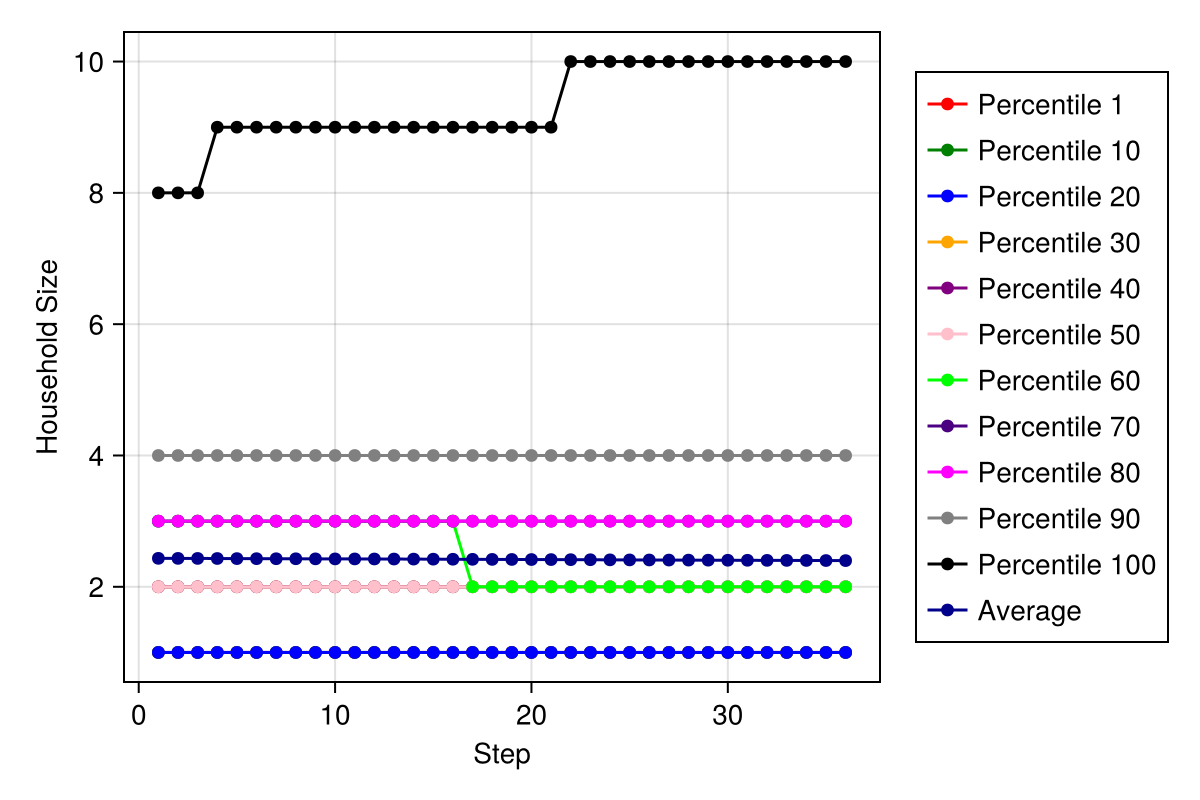 10
8
6
4
2
Household Size
0
10
20
30
Step
Percentile 1
Percentile 10
Percentile 20
Percentile 30
Percentile 40
Percentile 50
Percentile 60
Percentile 70
Percentile 80
Percentile 90
Percentile 100
Average